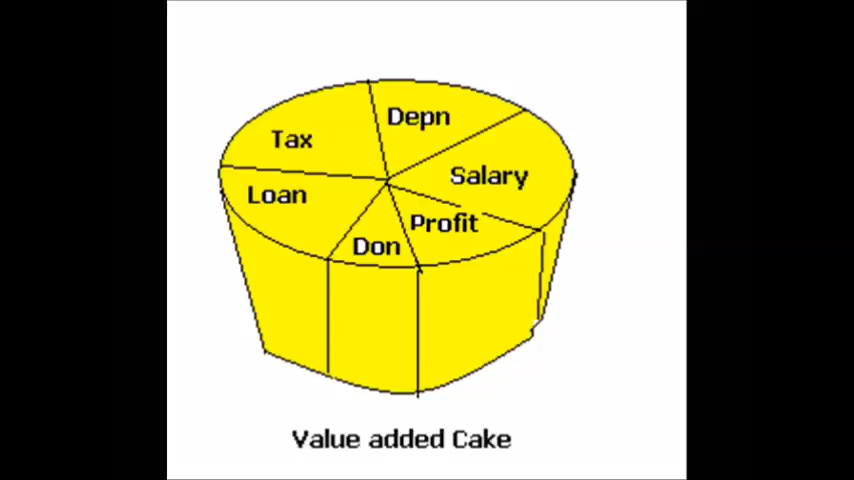 Depn
Tax
Salary
Loan
Profit
Don
Value added Cake